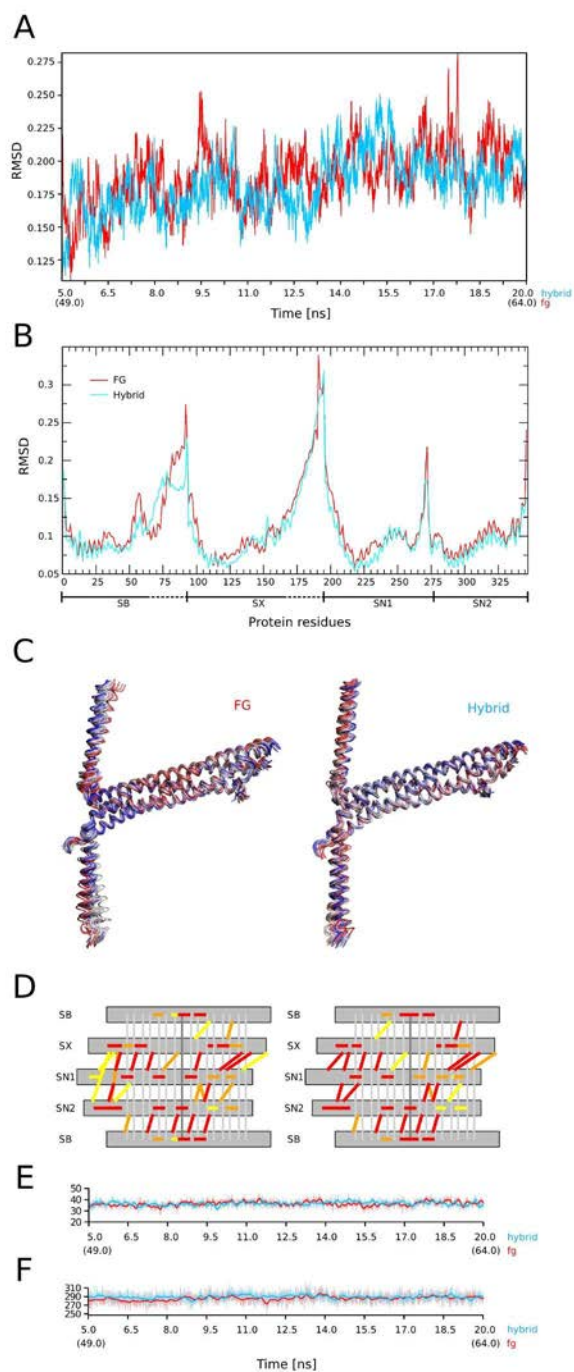 A
0.275
0.250
0.225
0.200
0.175
0.150
0.125
RMSD
5.0 6.5 8.0 9.5 11.0 12.5 14.0 15.5 17.0 18.5 20.0 hybrid
(49.0) (64.0) fg
Time [ns]
B
FG
Hybrid
0.3
0.25
0.2
0.15
0.1
0.05
RMSD
0 25 50 75 100 125 150 175 200 225 250 275 300 325
SB SX SN1 SN2
Protein residues
C
FG Hybrid
D
SB SB
SX SX
SN1 SN1
SN2 SN2
SB SB
E
50
40
30
20
5.0 6.5 8.0 9.5 11.0 12.5 14.0 15.5 17.0 18.5 20.0 hybrid
(49.0) (64.0) fg
F
310
290
270
250
5.0 6.5 8.0 9.5 11.0 12.5 14.0 15.5 17.0 18.5 20.0 hybrid
(49.0) (64.0) fg
Time [ns]